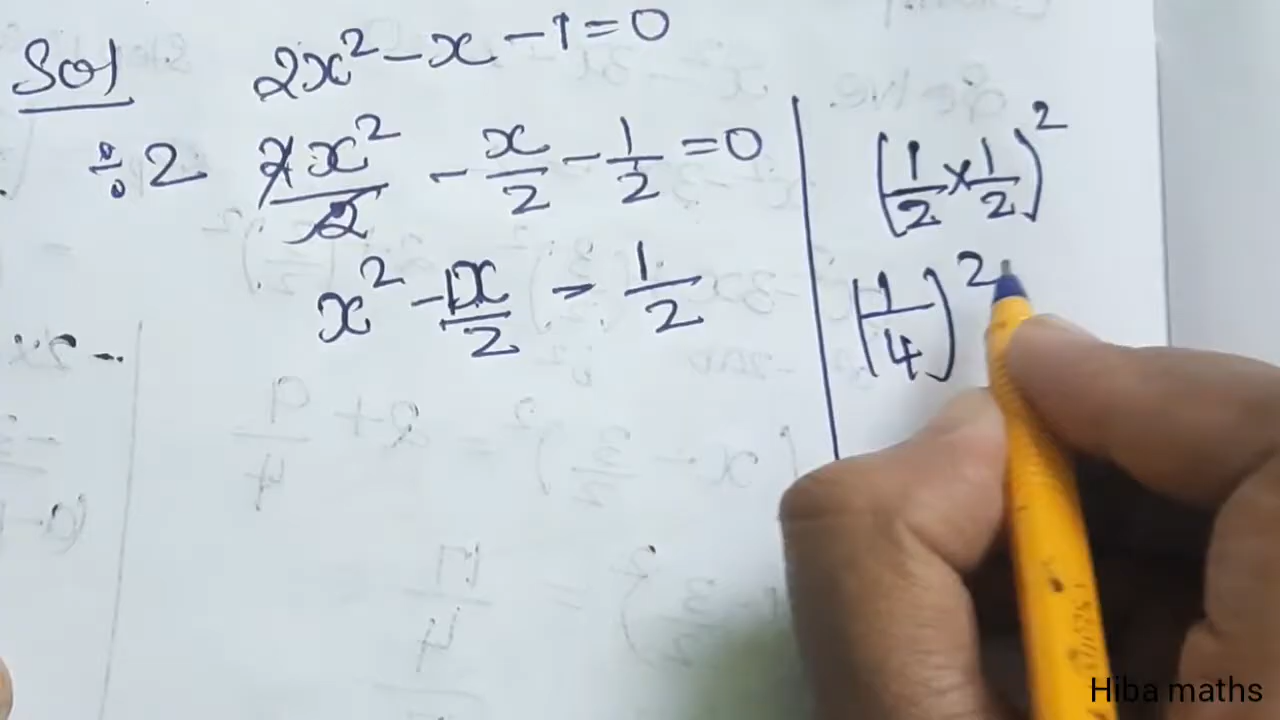 Sol 2x² - x - 1 = 0
÷2 2x²/2 - x/2 - 1/2 = 0
x² - 1x/2 = 1/2
(1/2 × 1/2)²
(1/4)²
Hiba maths